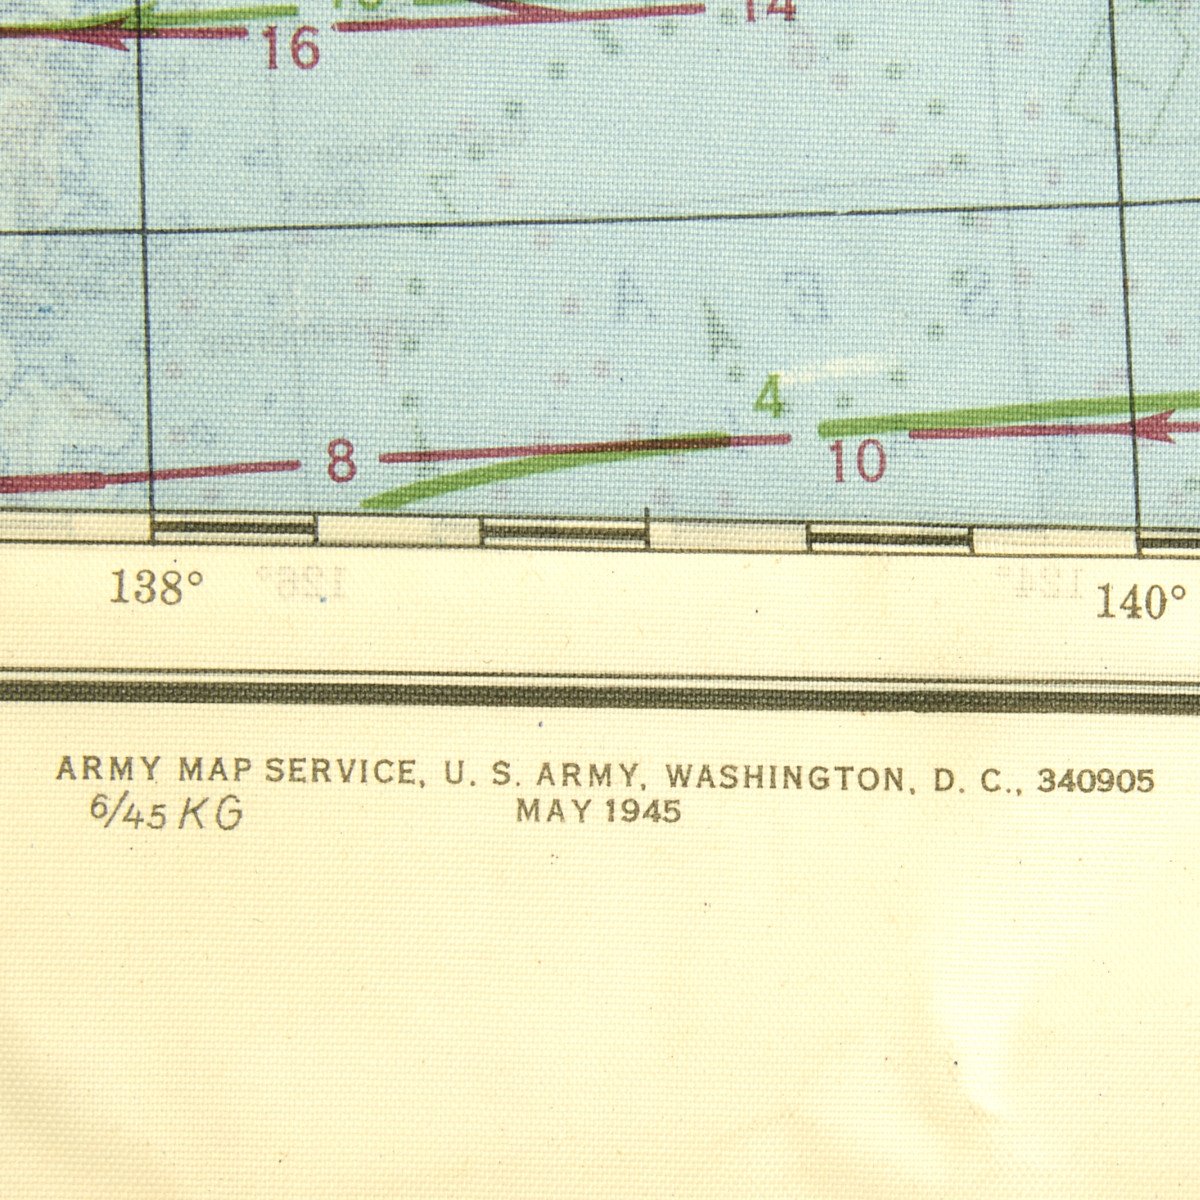 16
14
4
8
10
138°
140°
ARMY MAP SERVICE, U. S. ARMY, WASHINGTON, D. C., 340905
6/45 KG
MAY 1945